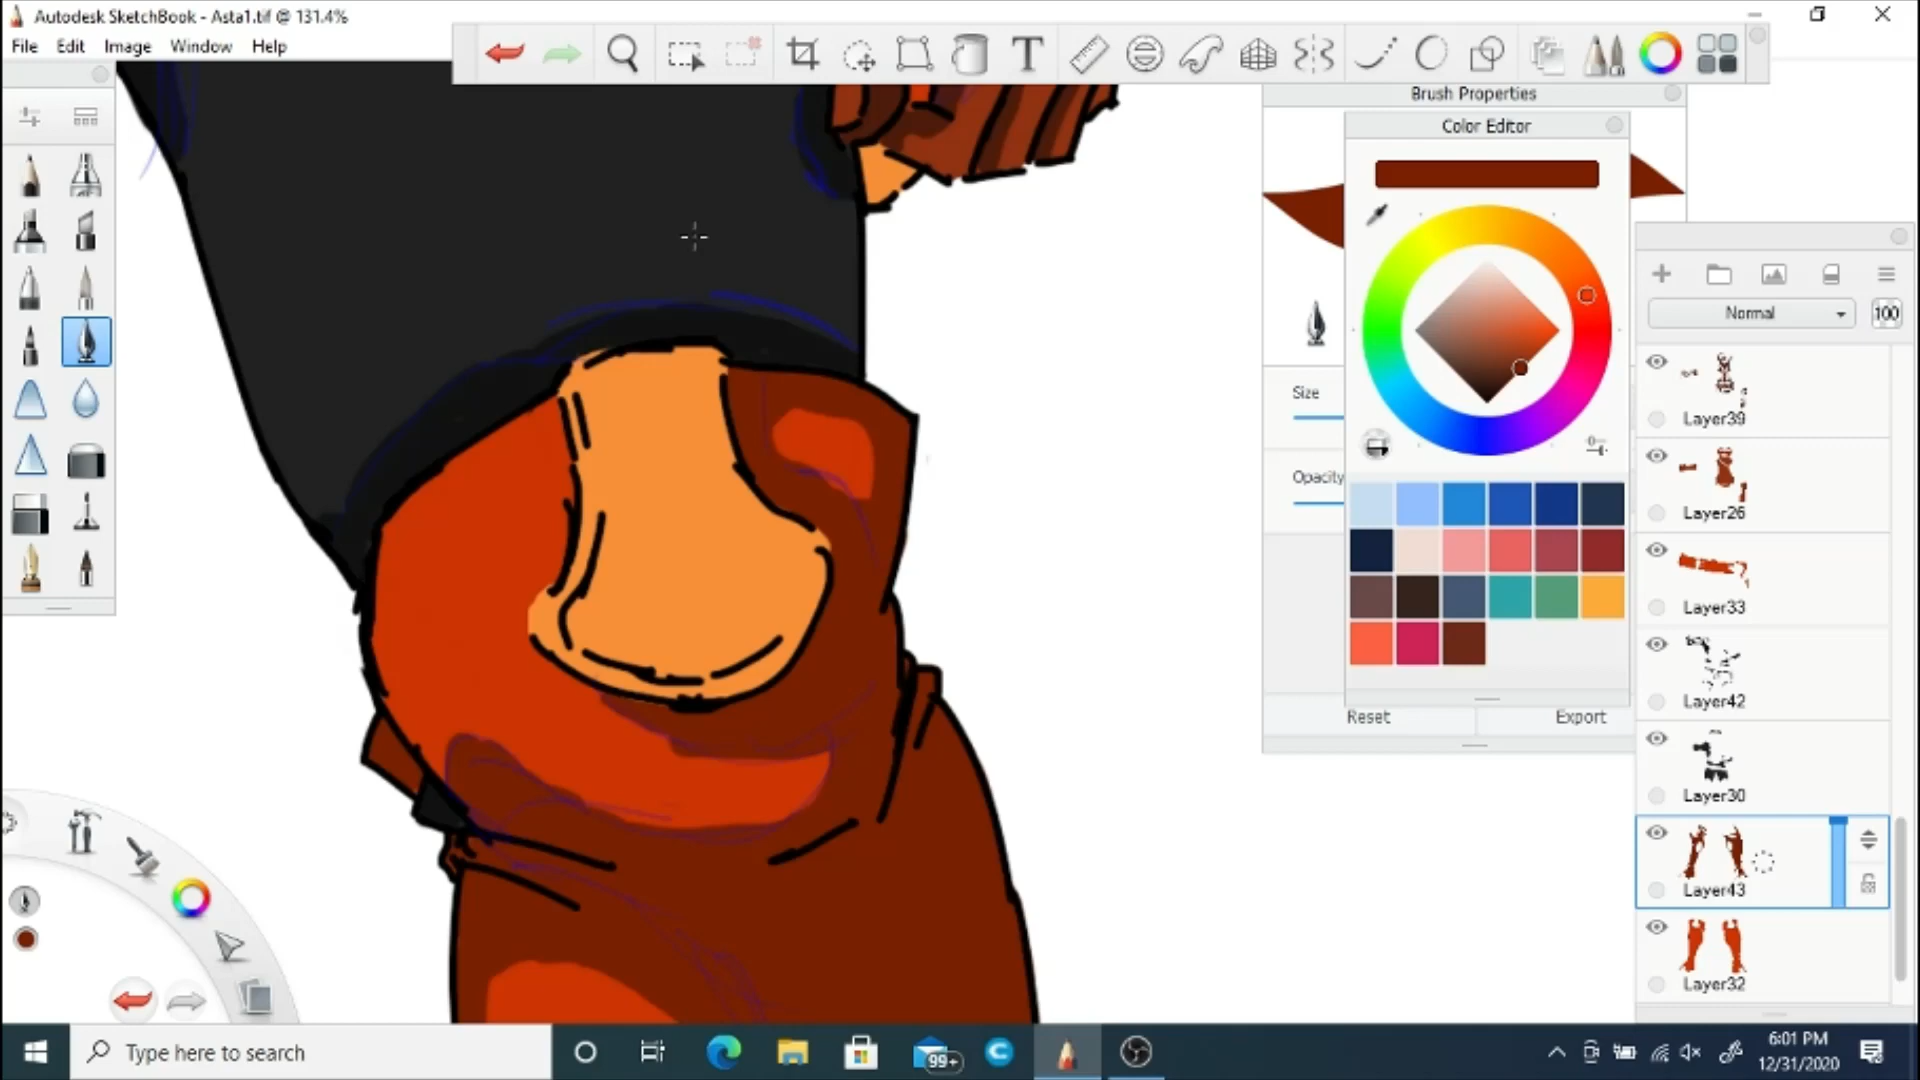 Autodesk SketchBook - Asta1.tif @ 131.4%
File Edit Image Window Help
T
Brush Properties
Color Editor
Normal
100
Size
Opacity
Layer39
Layer26
Layer33
Layer42
Layer30
Layer43
Layer32
Reset
Export
Type here to search
99+
6:01 PM
12/31/2020